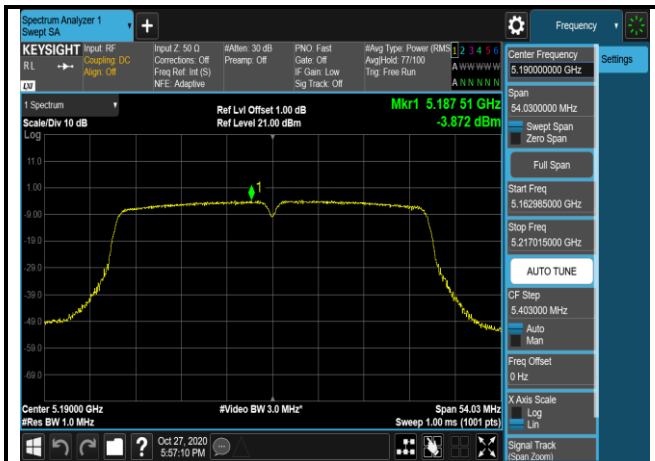 Spectrum Analyzer 1
Swept SA
+
Frequency
KEYSIGHT
RL
LXI
Input: RF
Coupling: DC
Align: Off
Input Z: 50 Ω
Corrections: Off
Freq Ref: Int (S)
NFE: Adaptive
#Atten: 30 dB
Preamp: Off
PNO: Fast
Gate: Off
IF Gain: Low
Sig Track: Off
#Avg Type: Power (RMS
Avg|Hold: 77/100
Trig: Free Run
1 2 3 4 5 6
A W W W W W
A N N N N N
1 Spectrum
Scale/Div 10 dB
Log
Ref Lvl Offset 1.00 dB
Ref Level 21.00 dBm
Mkr1 5.187 51 GHz
-3.872 dBm
11.0
1.00
-9.00
-19.0
-29.0
-39.0
-49.0
-59.0
-69.0
1
Center 5.19000 GHz
#Res BW 1.0 MHz
#Video BW 3.0 MHz*
Span 54.03 MHz
Sweep 1.00 ms (1001 pts)
Oct 27, 2020
5:57:10 PM
?
Center Frequency
5.190000000 GHz
Settings
Span
54.0300000 MHz
Swept Span
Zero Span
Full Span
Start Freq
5.162985000 GHz
Stop Freq
5.217015000 GHz
AUTO TUNE
CF Step
5.403000 MHz
Auto
Man
Freq Offset
0 Hz
X Axis Scale
Log
Lin
Signal Track
(Span Zoom)